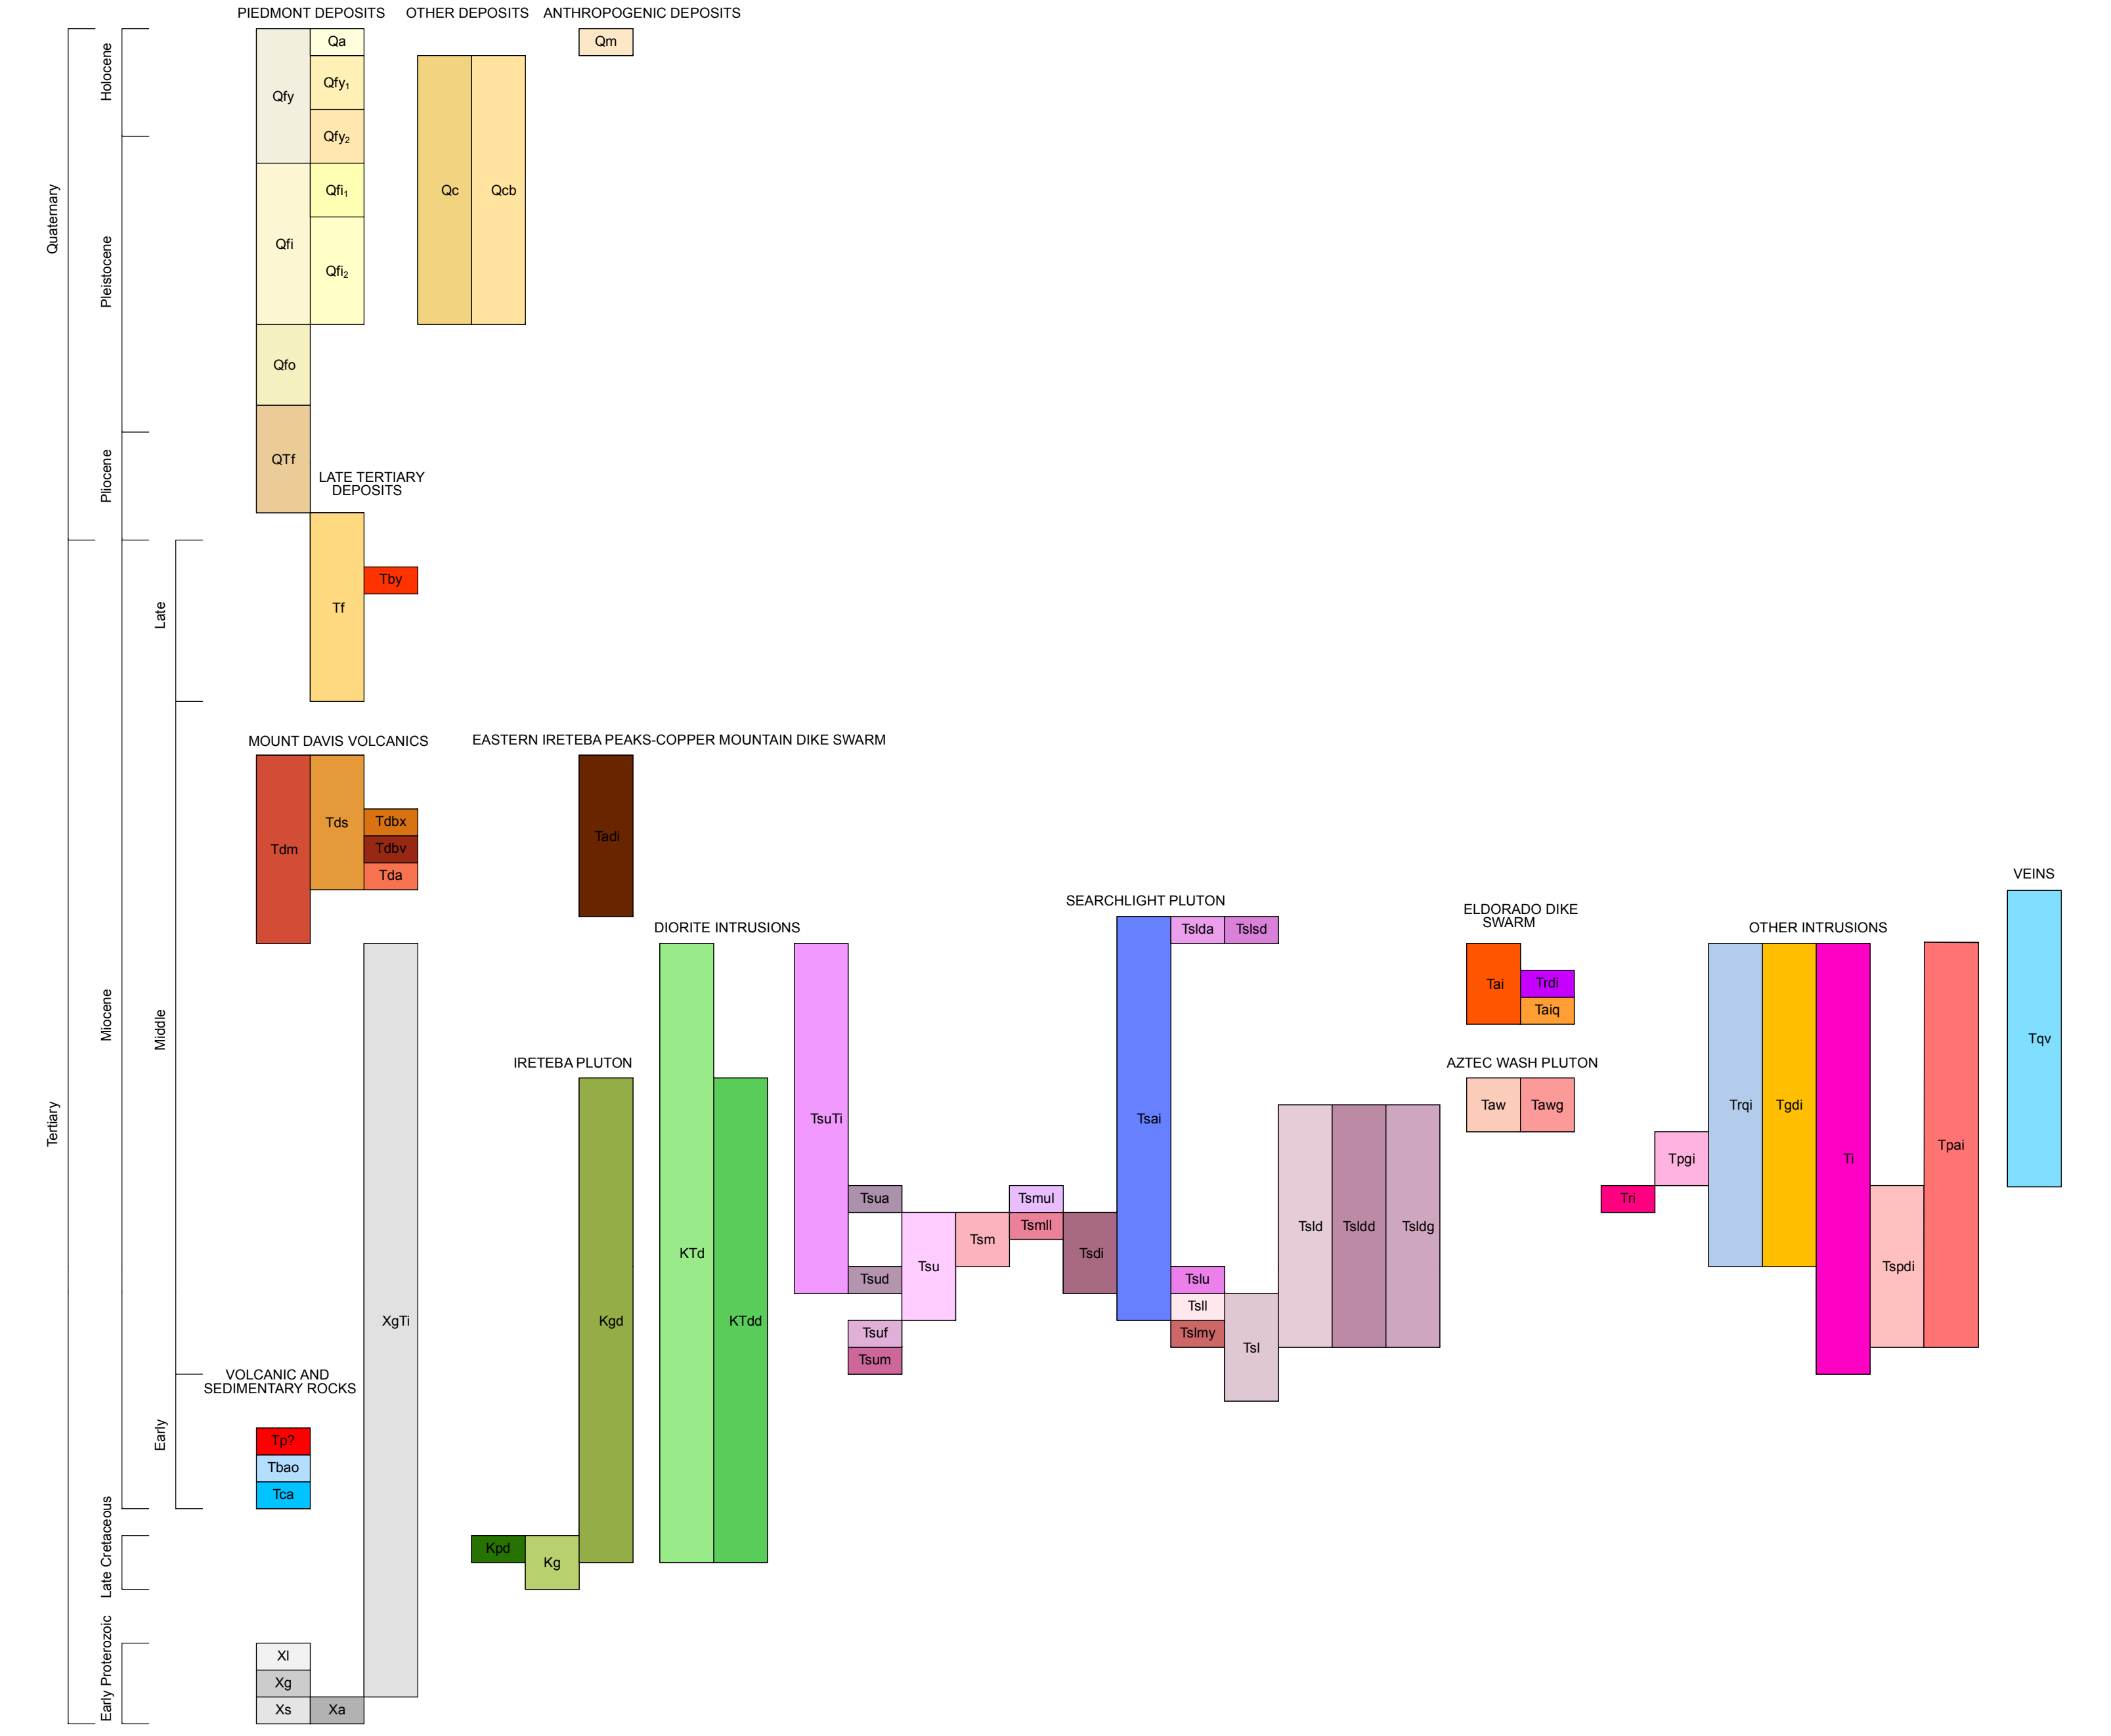 PIEDMONT DEPOSITS
OTHER DEPOSITS
ANTHROPOGENIC DEPOSITS
Quaternary
Holocene
Pleistocene
Pliocene
Qfy
Qa
Qfy₁
Qfy₂
Qfi
Qfi₁
Qfi₂
Qfo
QTf
Qc
Qcb
Qm
LATE TERTIARY
DEPOSITS
Tf
Tby
Tertiary
Miocene
Late
Middle
Early
MOUNT DAVIS VOLCANICS
Tdm
Tds
Tdbx
Tdbv
Tda
XgTi
EASTERN IRETEBA PEAKS-COPPER MOUNTAIN DIKE SWARM
Tadi
IRETEBA PLUTON
Kgd
Kpd
Kg
DIORITE INTRUSIONS
KTd
KTdd
SEARCHLIGHT PLUTON
TsuTi
Tsua
Tsud
Tsuf
Tsum
Tsu
Tsm
Tsmul
Tsmll
Tsdi
Tsai
Tslda
Tslsd
Tslu
Tsll
Tslmy
Tsl
Tsld
Tsldd
Tsldg
ELDORADO DIKE
SWARM
Tai
Trdi
Taiq
AZTEC WASH PLUTON
Taw
Tawg
OTHER INTRUSIONS
Tri
Tpgi
Trqi
Tgdi
Ti
Tspdi
Tpai
VEINS
Tqv
VOLCANIC AND
SEDIMENTARY ROCKS
Tp?
Tbao
Tca
Late Cretaceous
Early Proterozoic
Xl
Xg
Xs
Xa